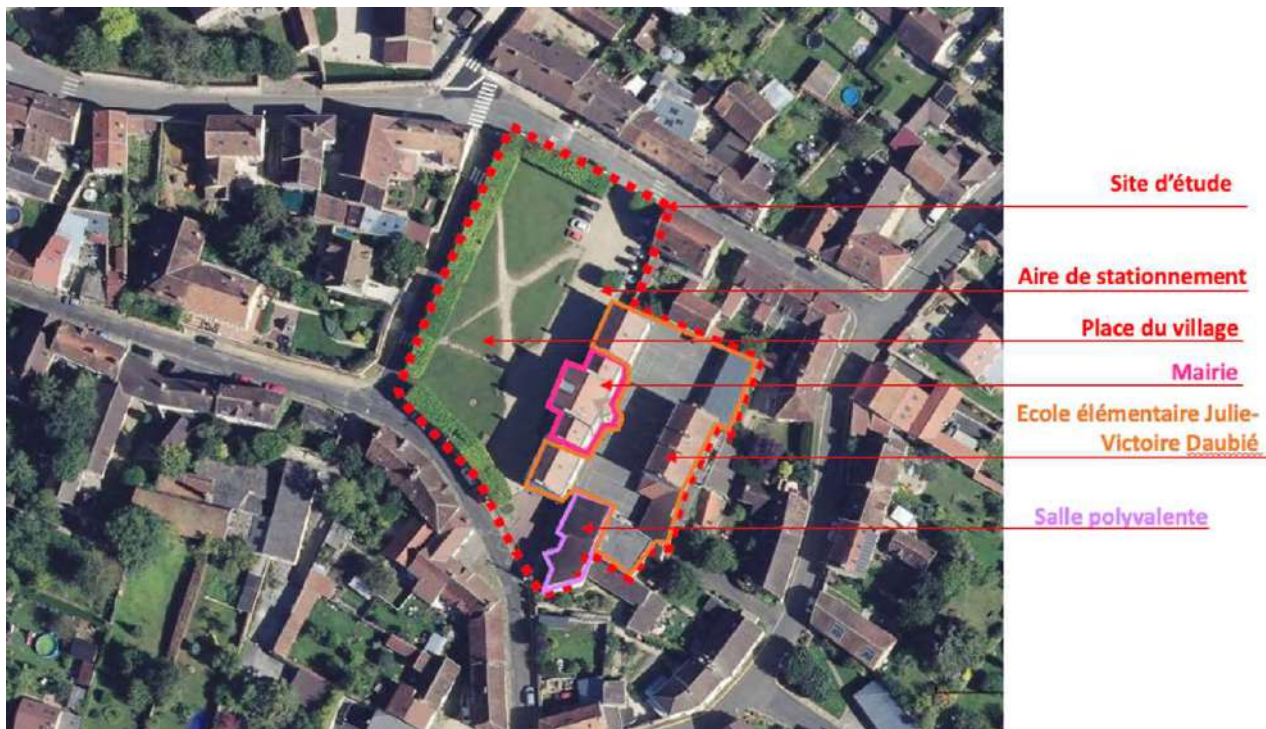 Site d'étude
Aire de stationnement
Place du village
Mairie
Ecole élémentaire Julie-
Victoire Daubié
Salle polyvalente